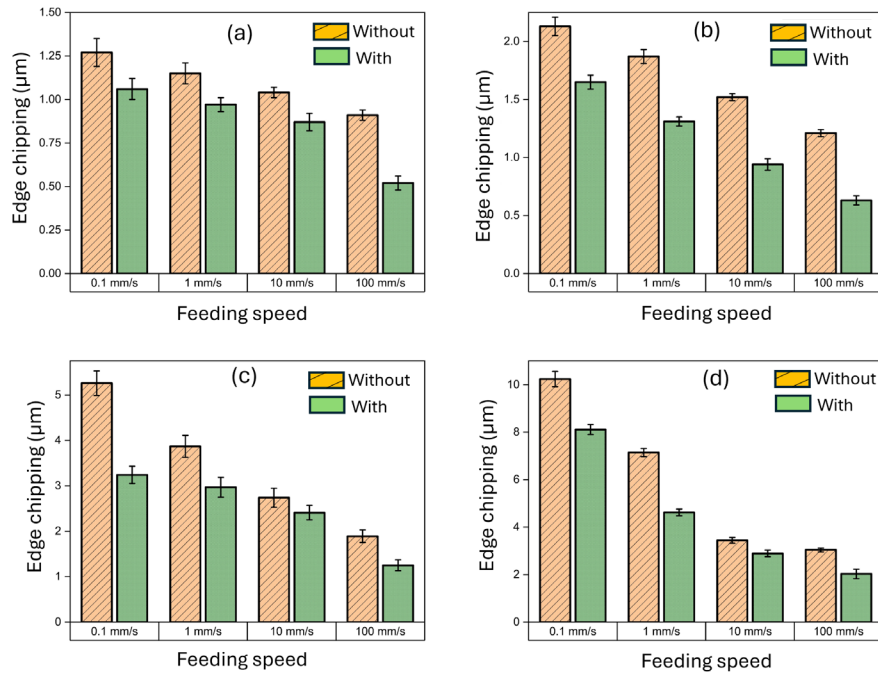 (a)
Without
With
Edge chipping (μm)
1.50
1.25
1.00
0.75
0.50
0.25
0.00
0.1 mm/s
1 mm/s
10 mm/s
100 mm/s
Feeding speed
(b)
Without
With
Edge chipping (μm)
2.0
1.5
1.0
0.5
0.0
0.1 mm/s
1 mm/s
10 mm/s
100 mm/s
Feeding speed
(c)
Without
With
Edge chipping (μm)
5
4
3
2
1
0
0.1 mm/s
1 mm/s
10 mm/s
100 mm/s
Feeding speed
(d)
Without
With
Edge chipping (μm)
10
8
6
4
2
0
0.1 mm/s
1 mm/s
10 mm/s
100 mm/s
Feeding speed